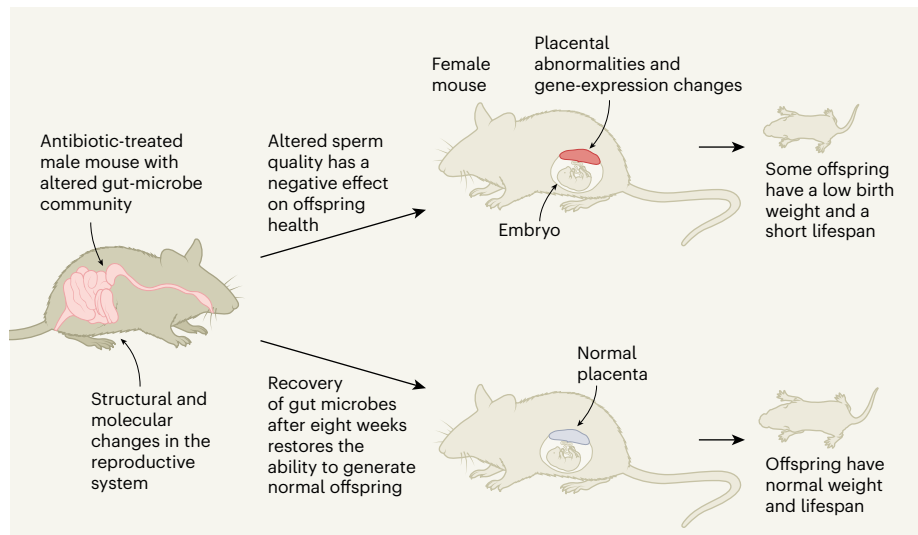 Antibiotic-treated
male mouse with
altered gut-microbe
community
Structural and
molecular
changes in the
reproductive
system
Altered sperm
quality has a
negative effect
on offspring
health
Female
mouse
Placental
abnormalities and
gene-expression changes
Embryo
Some offspring
have a low birth
weight and a
short lifespan
Recovery
of gut microbes
after eight weeks
restores the
ability to generate
normal offspring
Normal
placenta
Offspring have
normal weight
and lifespan